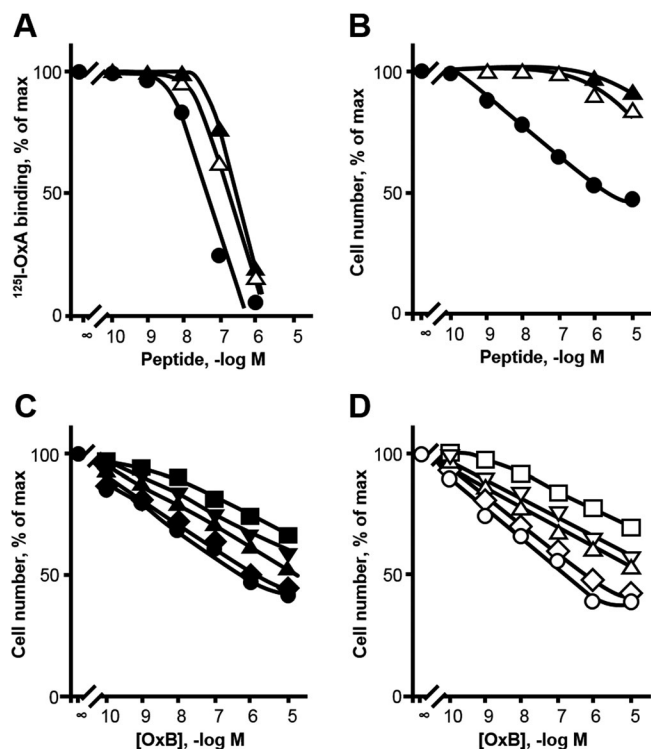 A
¹²⁵I-OxA binding, % of max
100
50
0
∞ 10 9 8 7 6 5
Peptide, -log M
B
Cell number, % of max
100
50
0
∞ 10 9 8 7 6 5
Peptide, -log M
C
Cell number, % of max
100
50
0
∞ 10 9 8 7 6 5
[OxB], -log M
D
Cell number, % of max
100
50
0
∞ 10 9 8 7 6 5
[OxB], -log M